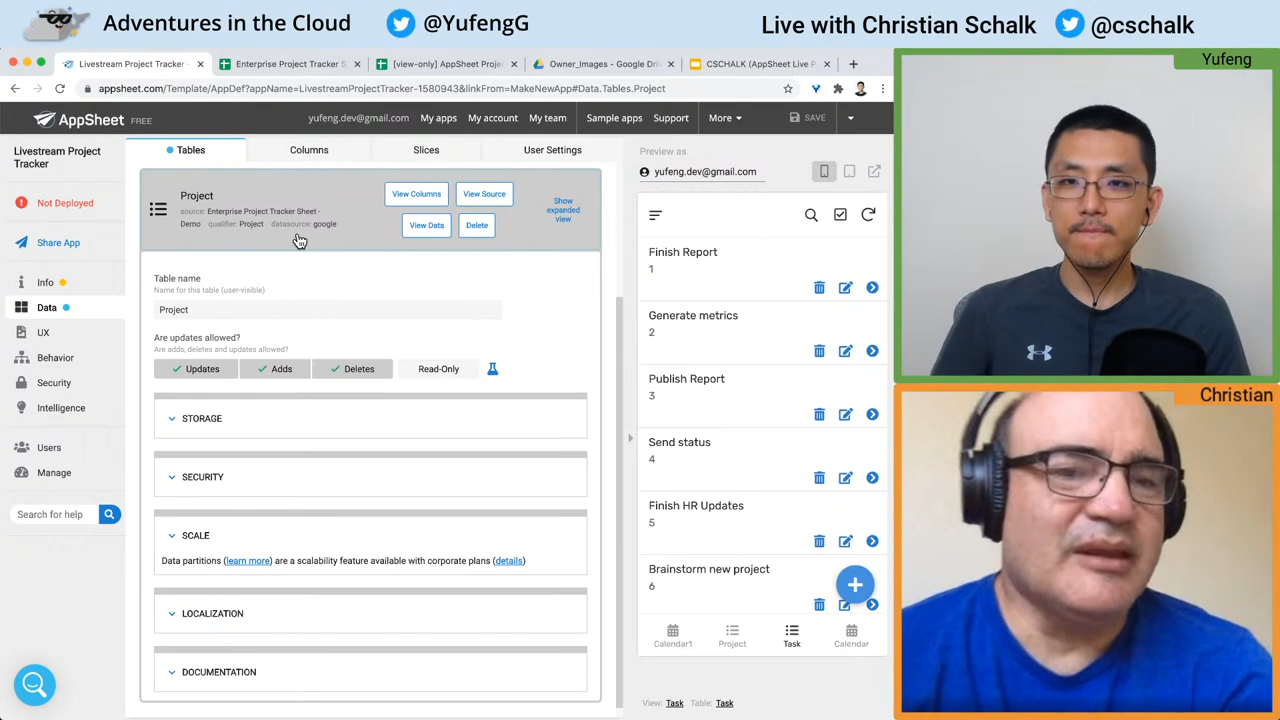 Adventures in the Cloud
@YufengG
Live with Christian Schalk
@cschalk
Livestream Project Tracker -
Enterprise Project Tracker S
[view-only] AppSheet Projec
Owner_Images - Google Driv
CSCHALK (AppSheet Live P
appsheet.com/Template/AppDef?appName=LivestreamProjectTracker-1580943&linkFrom=MakeNewApp#Data.Tables.Project
AppSheet FREE
yufeng.dev@gmail.com
My apps
My account
My team
Sample apps
Support
More
SAVE
Livestream Project
Tracker
Not Deployed
Share App
Info
Data
UX
Behavior
Security
Intelligence
Users
Manage
Search for help
Tables
Columns
Slices
User Settings
Project
source: Enterprise Project Tracker Sheet -
Demo qualifier: Project datasource: google
View Columns
View Source
View Data
Delete
Show
expanded
view
Table name
Name for this table (user-visible)
Project
Are updates allowed?
Are adds, deletes and updates allowed?
Updates
Adds
Deletes
Read-Only
STORAGE
SECURITY
SCALE
Data partitions (learn more) are a scalability feature available with corporate plans (details)
LOCALIZATION
DOCUMENTATION
Preview as
yufeng.dev@gmail.com
Finish Report
1
Generate metrics
2
Publish Report
3
Send status
4
Finish HR Updates
5
Brainstorm new project
6
Calendar1
Project
Task
Calendar
View: Task Table: Task
Yufeng
Christian